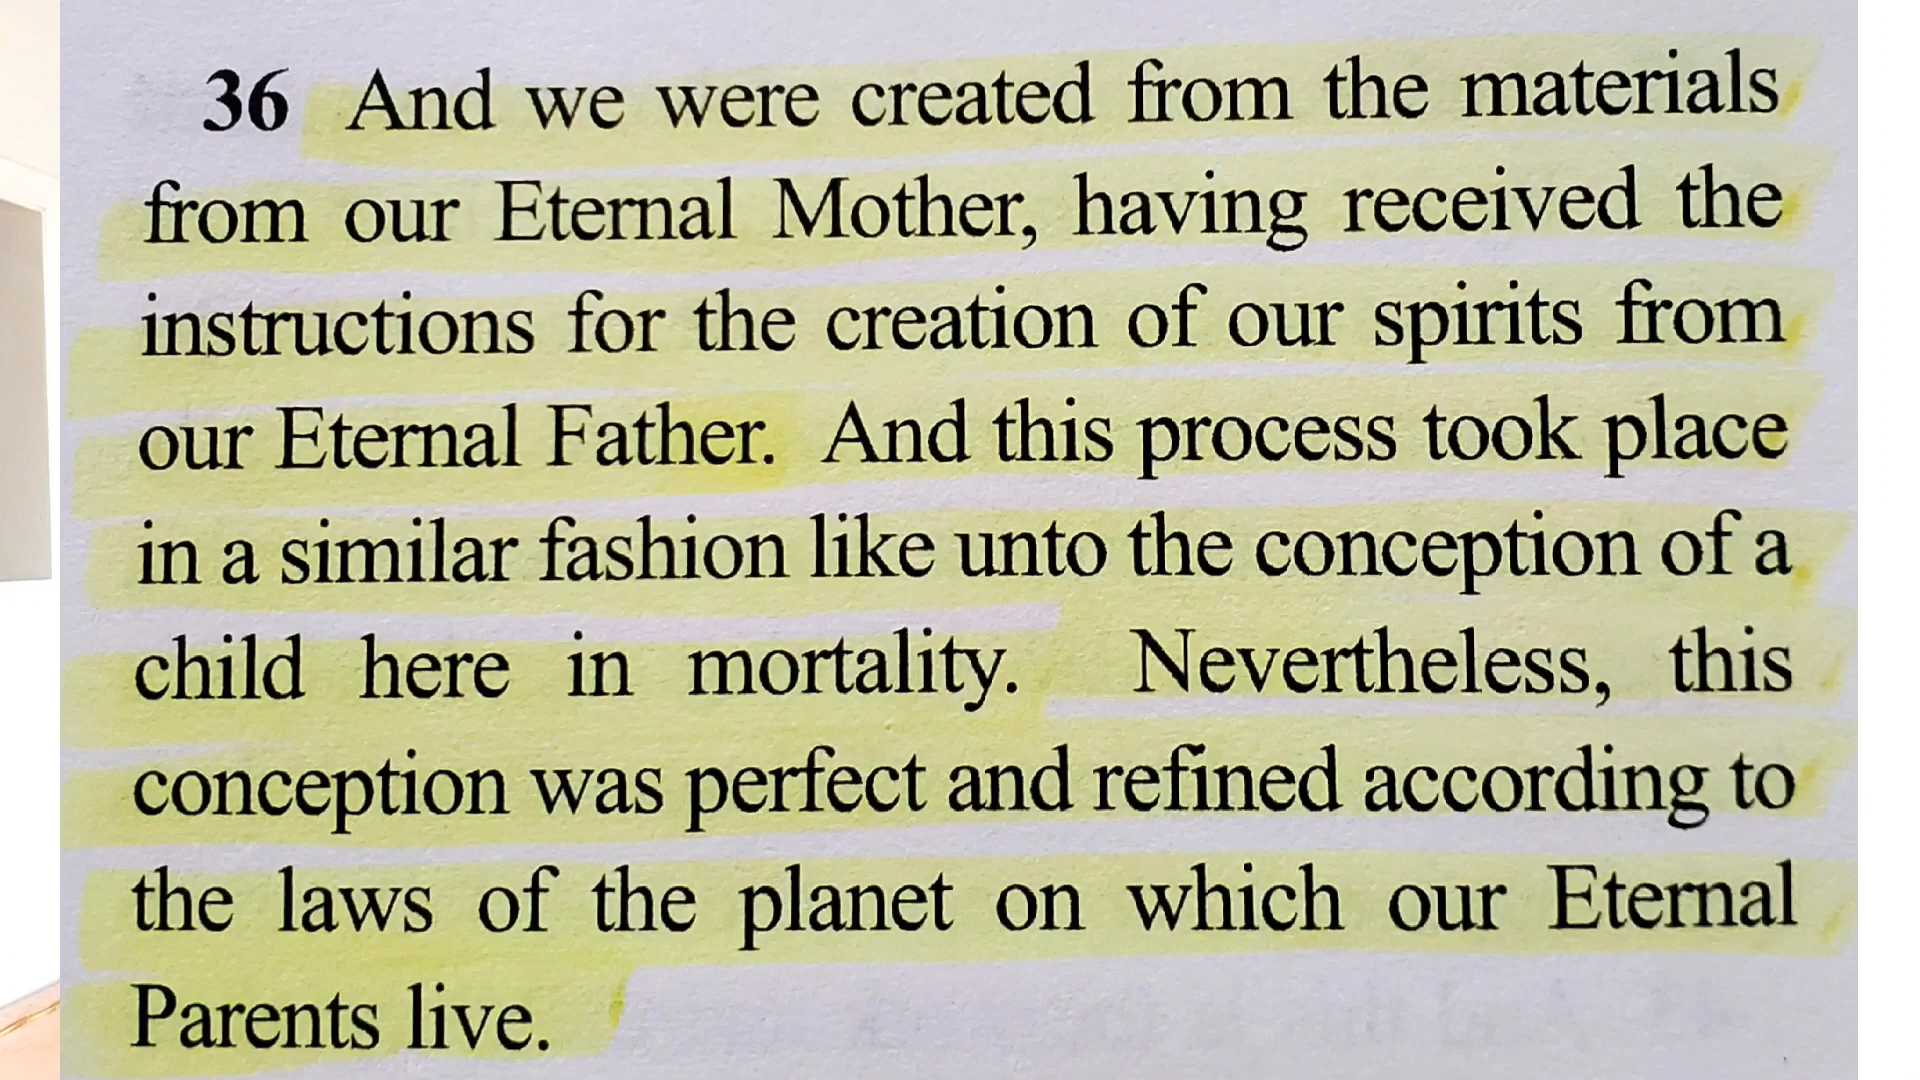 36 And we were created from the materials
from our Eternal Mother, having received the
instructions for the creation of our spirits from
our Eternal Father. And this process took place
in a similar fashion like unto the conception of a
child here in mortality. Nevertheless, this
conception was perfect and refined according to
the laws of the planet on which our Eternal
Parents live.